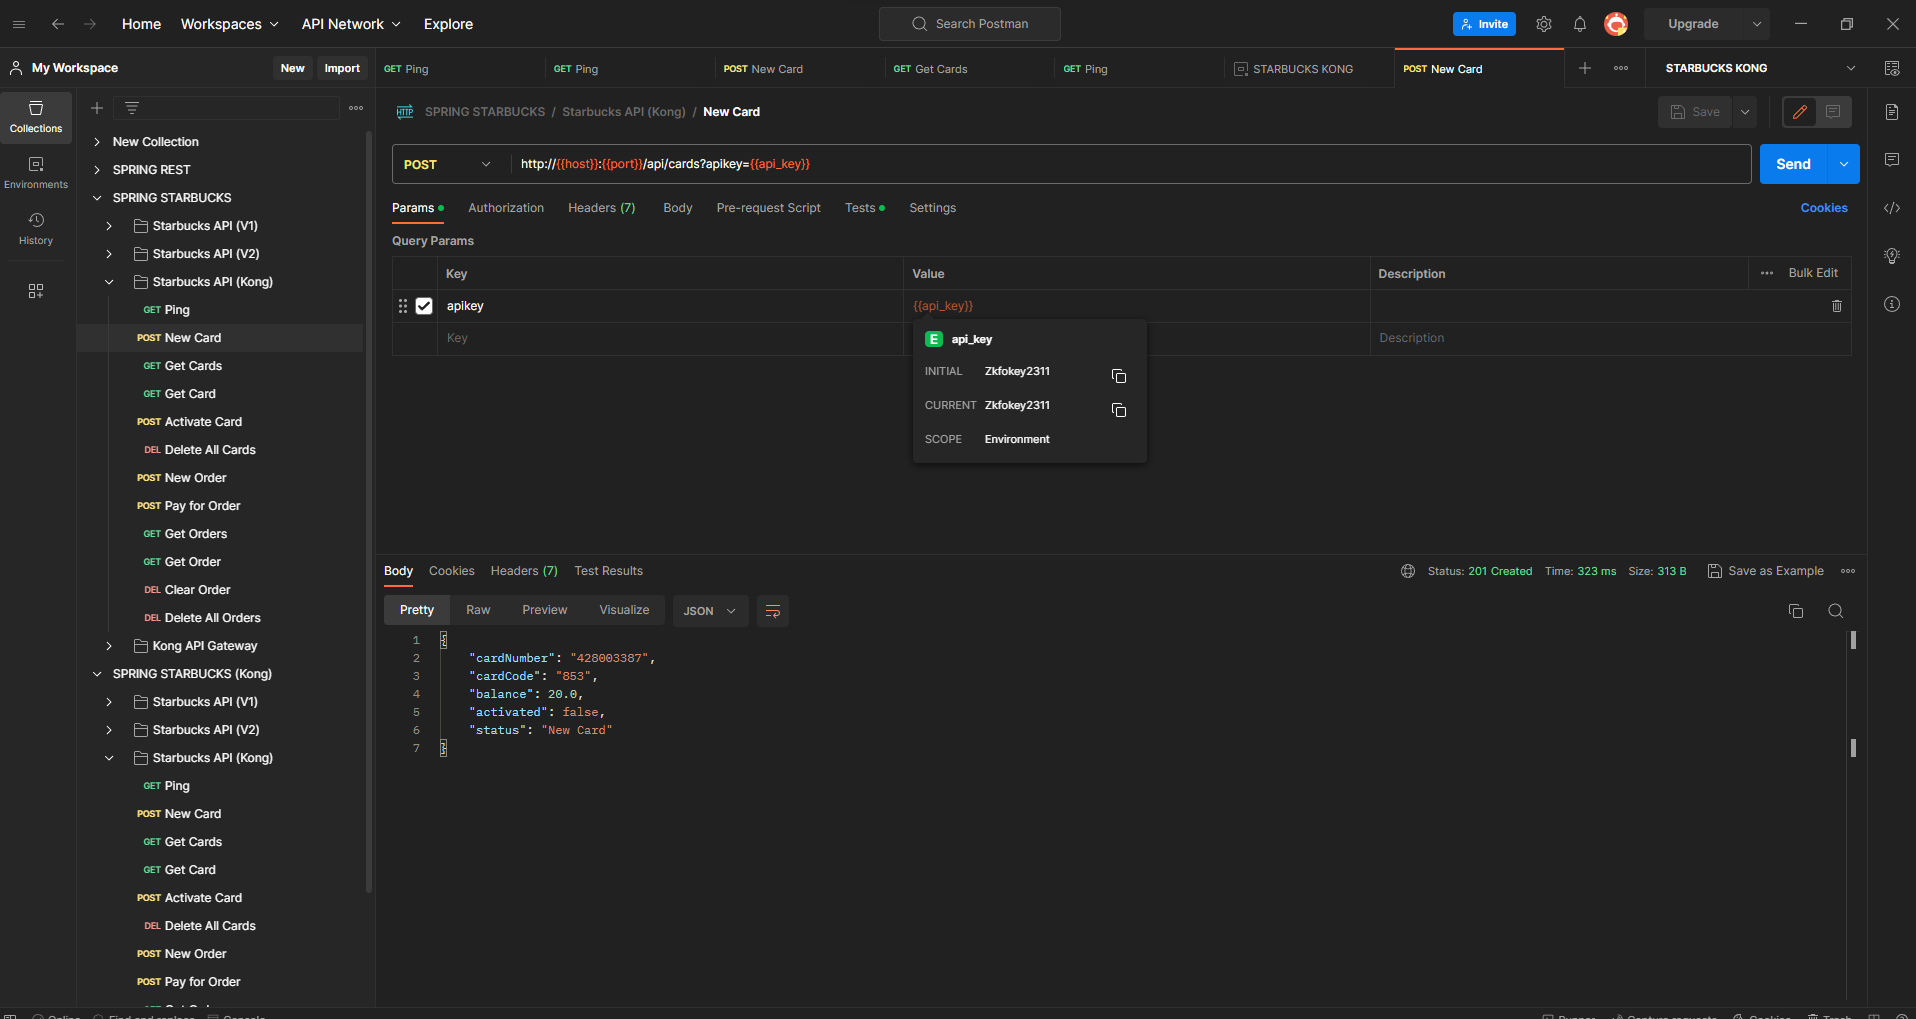 Home Workspaces API Network Explore
Search Postman
Invite
Upgrade
My Workspace
New Import
GET Ping
GET Ping
POST New Card
GET Get Cards
GET Ping
STARBUCKS KONG
POST New Card
STARBUCKS KONG
Collections
Environments
History
New Collection
SPRING REST
SPRING STARBUCKS
Starbucks API (V1)
Starbucks API (V2)
Starbucks API (Kong)
GET Ping
POST New Card
GET Get Cards
GET Get Card
POST Activate Card
DEL Delete All Cards
POST New Order
POST Pay for Order
GET Get Orders
GET Get Order
DEL Clear Order
DEL Delete All Orders
Kong API Gateway
SPRING STARBUCKS (Kong)
Starbucks API (V1)
Starbucks API (V2)
Starbucks API (Kong)
GET Ping
POST New Card
GET Get Cards
GET Get Card
POST Activate Card
DEL Delete All Cards
POST New Order
POST Pay for Order
HTTP SPRING STARBUCKS / Starbucks API (Kong) / New Card
Save
POST http://{{host}}:{{port}}/api/cards?apikey={{api_key}}
Send
Params Authorization Headers (7) Body Pre-request Script Tests Settings
Cookies
Query Params
Key Value Description Bulk Edit
apikey {{api_key}}
Key Description
E api_key
INITIAL Zkfokey2311
CURRENT Zkfokey2311
SCOPE Environment
Body Cookies Headers (7) Test Results
Status: 201 Created Time: 323 ms Size: 313 B Save as Example
Pretty Raw Preview Visualize JSON
1 {
2 "cardNumber": "428003387",
3 "cardCode": "853",
4 "balance": 20.0,
5 "activated": false,
6 "status": "New Card"
7 }
Online Find and replace Console
Runner Capture requests Cookies Trash